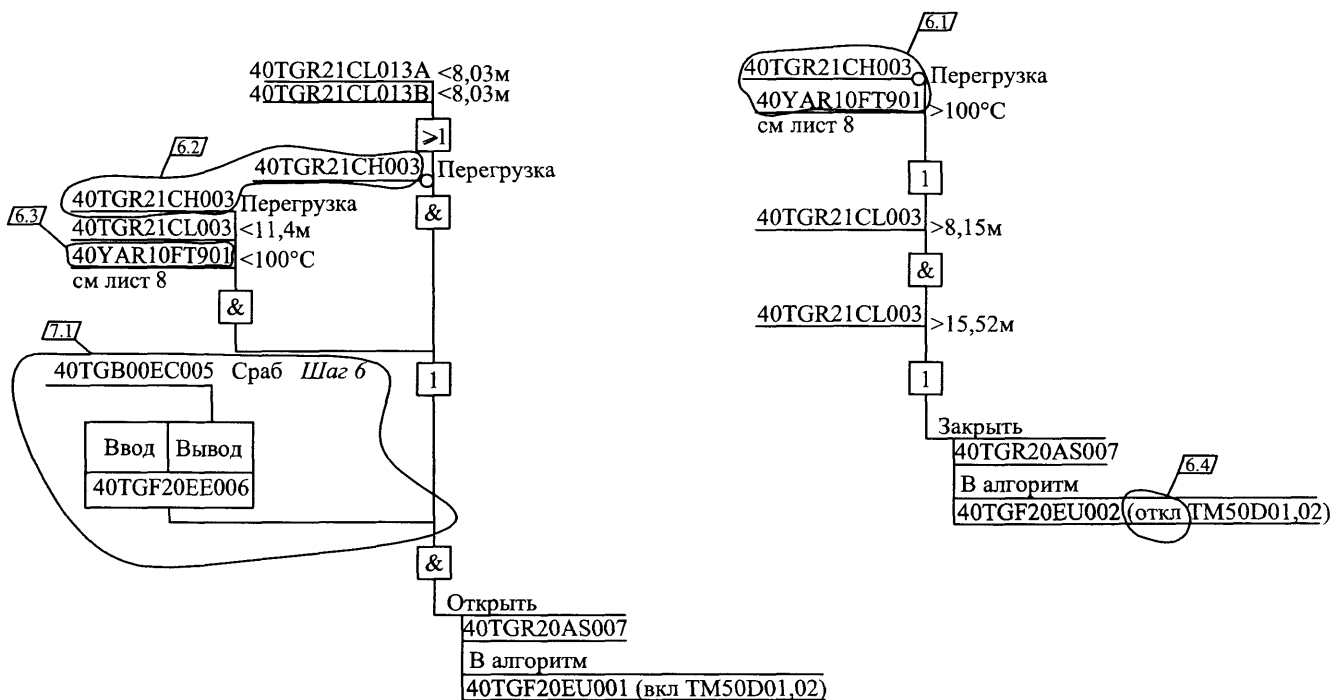 6.1
40TGR21CL013A <8,03м
40TGR21CL013B <8,03м
≥1
6.2
40TGR21CH003 Перегрузка
40TGR21CH003 Перегрузка
&
6.3
40TGR21CL003 <11,4м
40YAR10FT901 <100°C
см лист 8
&
7.1
40TGB00EC005 Сраб Шаг 6
1
Ввод Вывод
40TGF20EE006
&
Открыть
40TGR20AS007
В алгоритм
40TGF20EU001 (вкл TM50D01,02)
40TGR21CH003 Перегрузка
40YAR10FT901 >100°C
см лист 8
1
40TGR21CL003 >8,15м
&
40TGR21CL003 >15,52м
1
Закрыть
40TGR20AS007
6.4
В алгоритм
40TGF20EU002 (откл TM50D01,02)